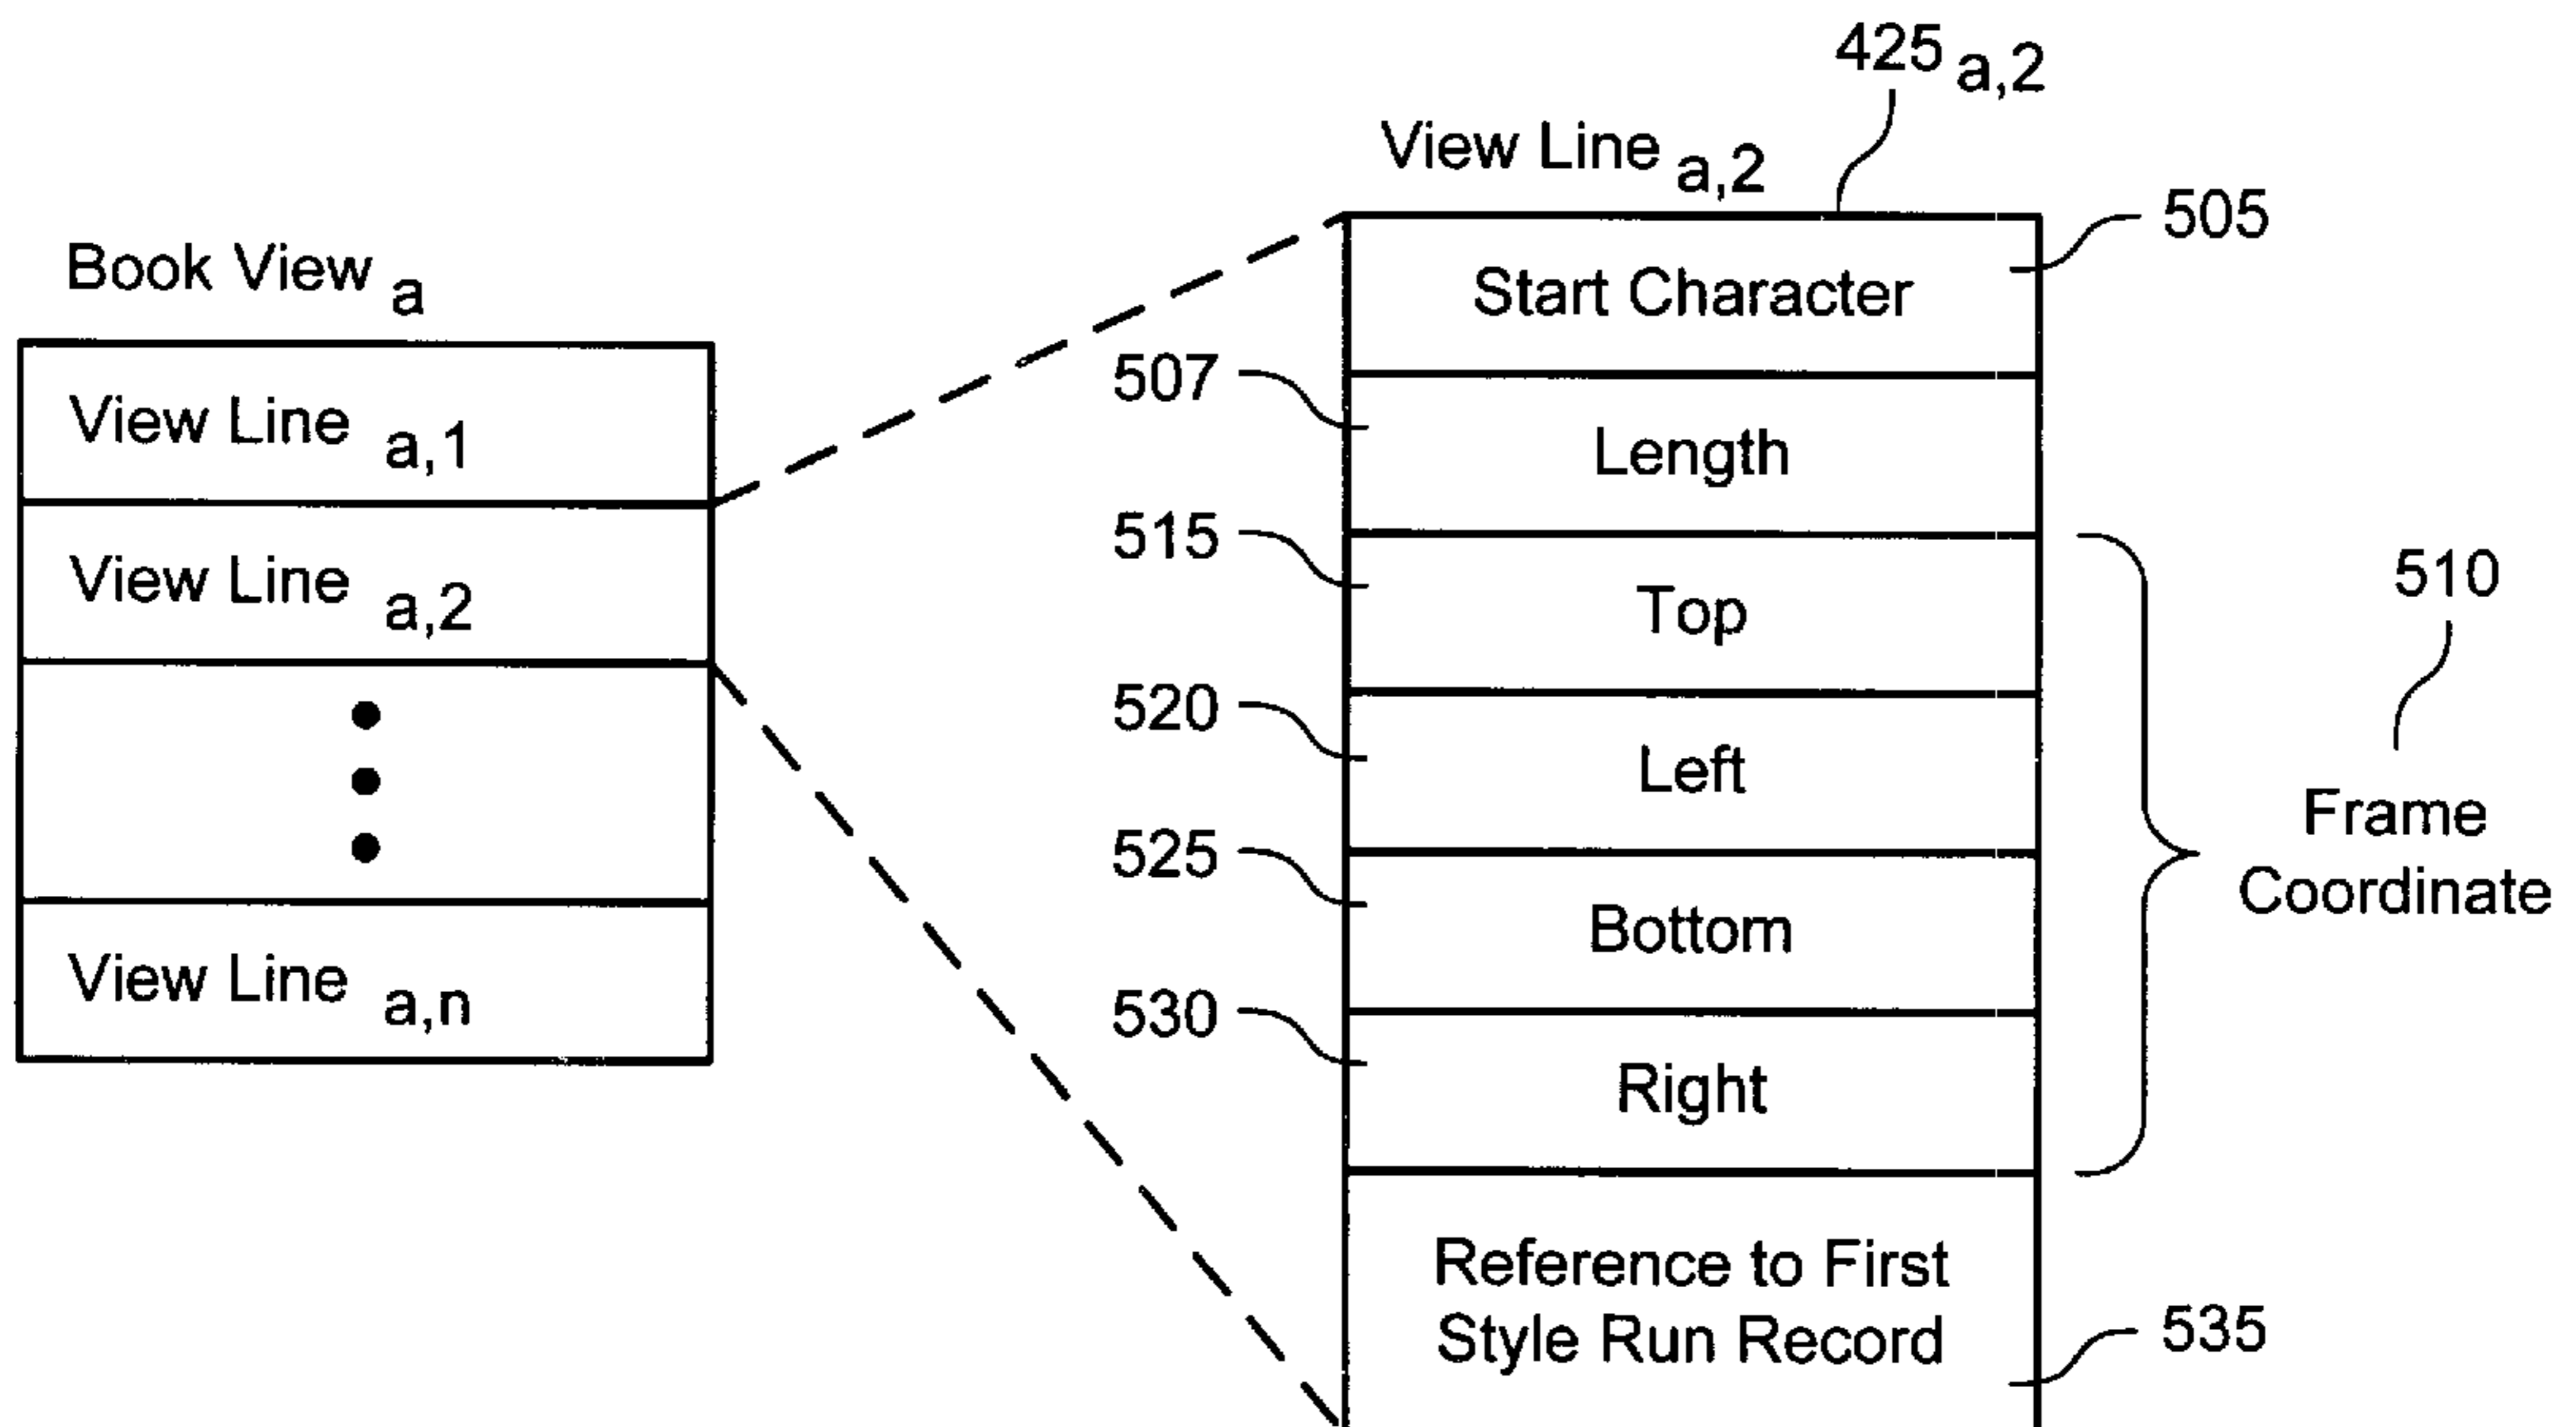 Book View a
View Line a,1
View Line a,2
View Line a,n
425 a,2
View Line a,2
505
Start Character
507
Length
515
Top
520
Left
525
Bottom
530
Right
510
Frame
Coordinate
Reference to First
Style Run Record
535